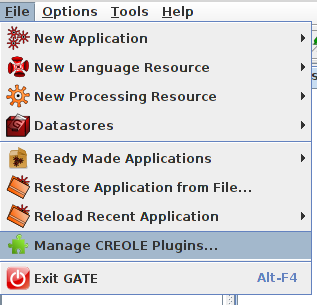 File Options Tools Help
New Application
New Language Resource
New Processing Resource
Datastores
Ready Made Applications
Restore Application from File...
Reload Recent Application
Manage CREOLE Plugins...
Exit GATE Alt-F4